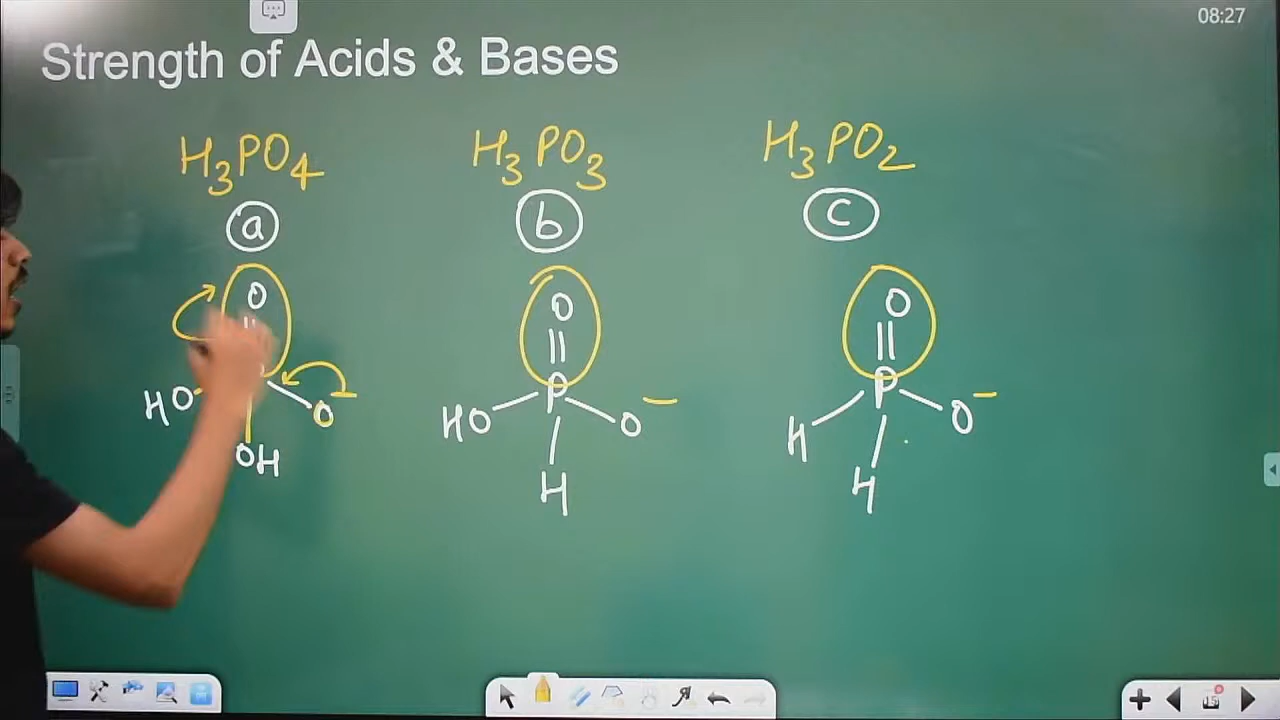 08:27
Strength of Acids & Bases
H₃PO₄ H₃PO₃ H₃PO₂
a b c
O O O
HO O⁻ HO P O⁻ P O⁻
OH H H H